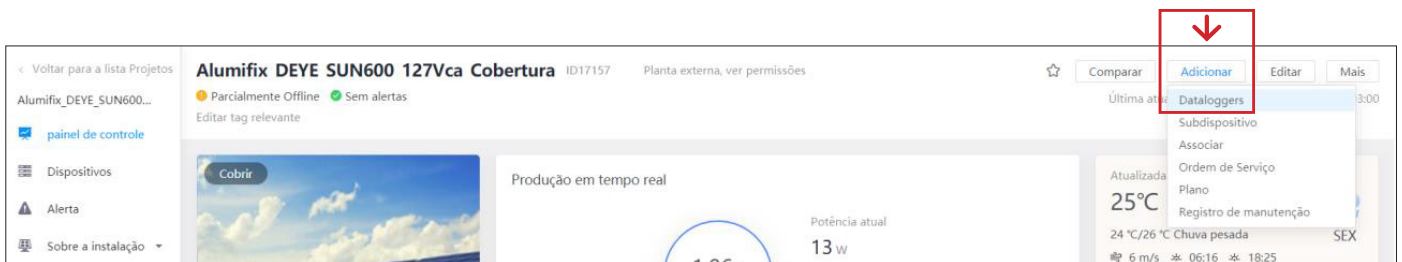 < Voltar para a lista Projetos
Alumifix_DEYE_SUN600...
painel de controle
Dispositivos
Alerta
Sobre a instalação
Alumifix DEYE SUN600 127Vca Cobertura ID17157 Planta externa, ver permissões
Parcialmente Offline Sem alertas
Editar tag relevante
Comparar Adicionar Editar Mais
Última 3:00
Dataloggers
Subdispositivo
Associar
Ordem de Serviço
Plano
Registro de manutenção
Cobrir
Produção em tempo real
Potência atual
13 W
Atualizada
25°C
24 °C/26 °C Chuva pesada SEX
6 m/s 06:16 18:25